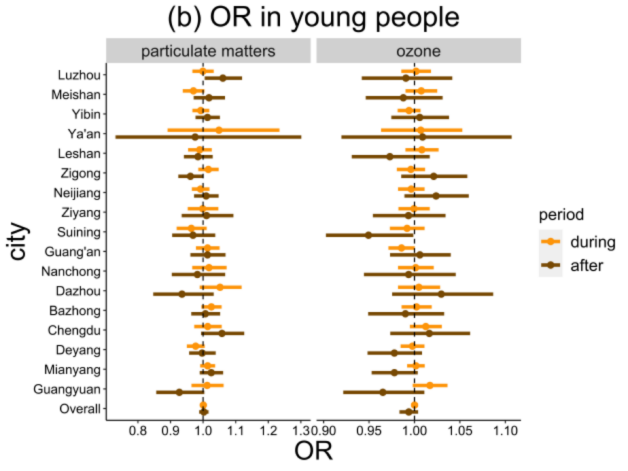 (b) OR in young people
particulate matters
ozone
Luzhou
Meishan
Yibin
Ya'an
Leshan
Zigong
Neijiang
Ziyang
Suining
Guang'an
Nanchong
Dazhou
Bazhong
Chengdu
Deyang
Mianyang
Guangyuan
Overall
city
period
during
after
0.8 0.9 1.0 1.1 1.2 1.3 0.90 0.95 1.00 1.05 1.10
OR